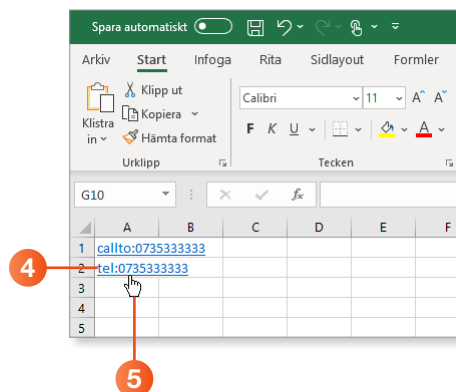 Spara automatiskt
Arkiv Start Infoga Rita Sidlayout Formler
Klistra in
Klipp ut
Kopiera
Hämta format
Urklipp
Calibri 11 A A
F K U A
Tecken
G10 fx
A B C D E F
1 callto:0735333333
2 tel:0735333333
3
4
5
4
5